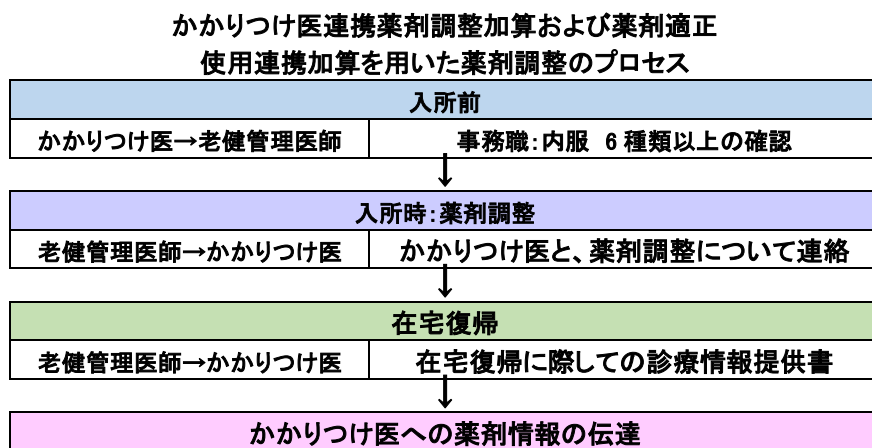 かかりつけ医連携薬剤調整加算および薬剤適正
使用連携加算を用いた薬剤調整のプロセス
入所前
かかりつけ医→老健管理医師
事務職：内服 6種類以上の確認
入所時：薬剤調整
老健管理医師→かかりつけ医
かかりつけ医と、薬剤調整について連絡
在宅復帰
老健管理医師→かかりつけ医
在宅復帰に際しての診療情報提供書
かかりつけ医への薬剤情報の伝達